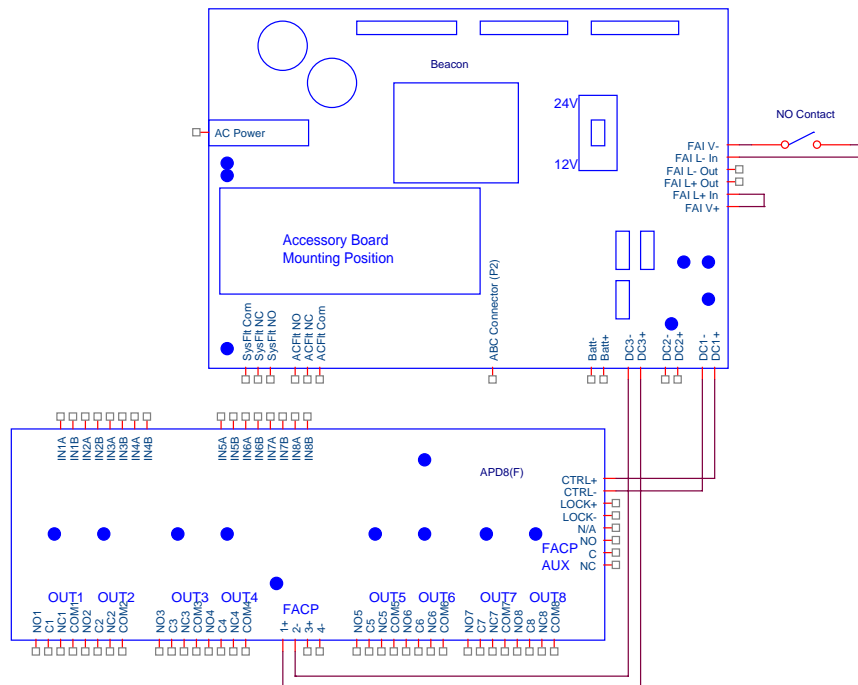 Beacon
24V
12V
NO Contact
AC Power
FAI V-
FAI L- In
FAI L- Out
FAI L+ Out
FAI L+ In
FAI V+
Accessory Board
Mounting Position
SysFlt Com
SysFlt NC
SysFlt NO
ACFlt NO
ACFlt NC
ACFlt Com
ABC Connector (P2)
Batt-
Batt+
DC3-
DC3+
DC2-
DC2+
DC1-
DC1+
IN1A
IN1B
IN2A
IN2B
IN3A
IN3B
IN4A
IN4B
IN5A
IN5B
IN6A
IN6B
IN7A
IN7B
IN8A
IN8B
APD8(F)
CTRL+
CTRL-
LOCK+
LOCK-
N/A
NO
C
NC
FACP
AUX
OUT1
OUT2
OUT3
OUT4
FACP
OUT5
OUT6
OUT7
OUT8
NO1
C1
NC1
COM1
NO2
C2
NC2
COM2
NO3
C3
NC3
COM3
NO4
C4
NC4
COM4
1+
2-
3+
4-
NO5
C5
NC5
COM5
NO6
C6
NC6
COM6
NO7
C7
NC7
COM7
NO8
C8
NC8
COM8